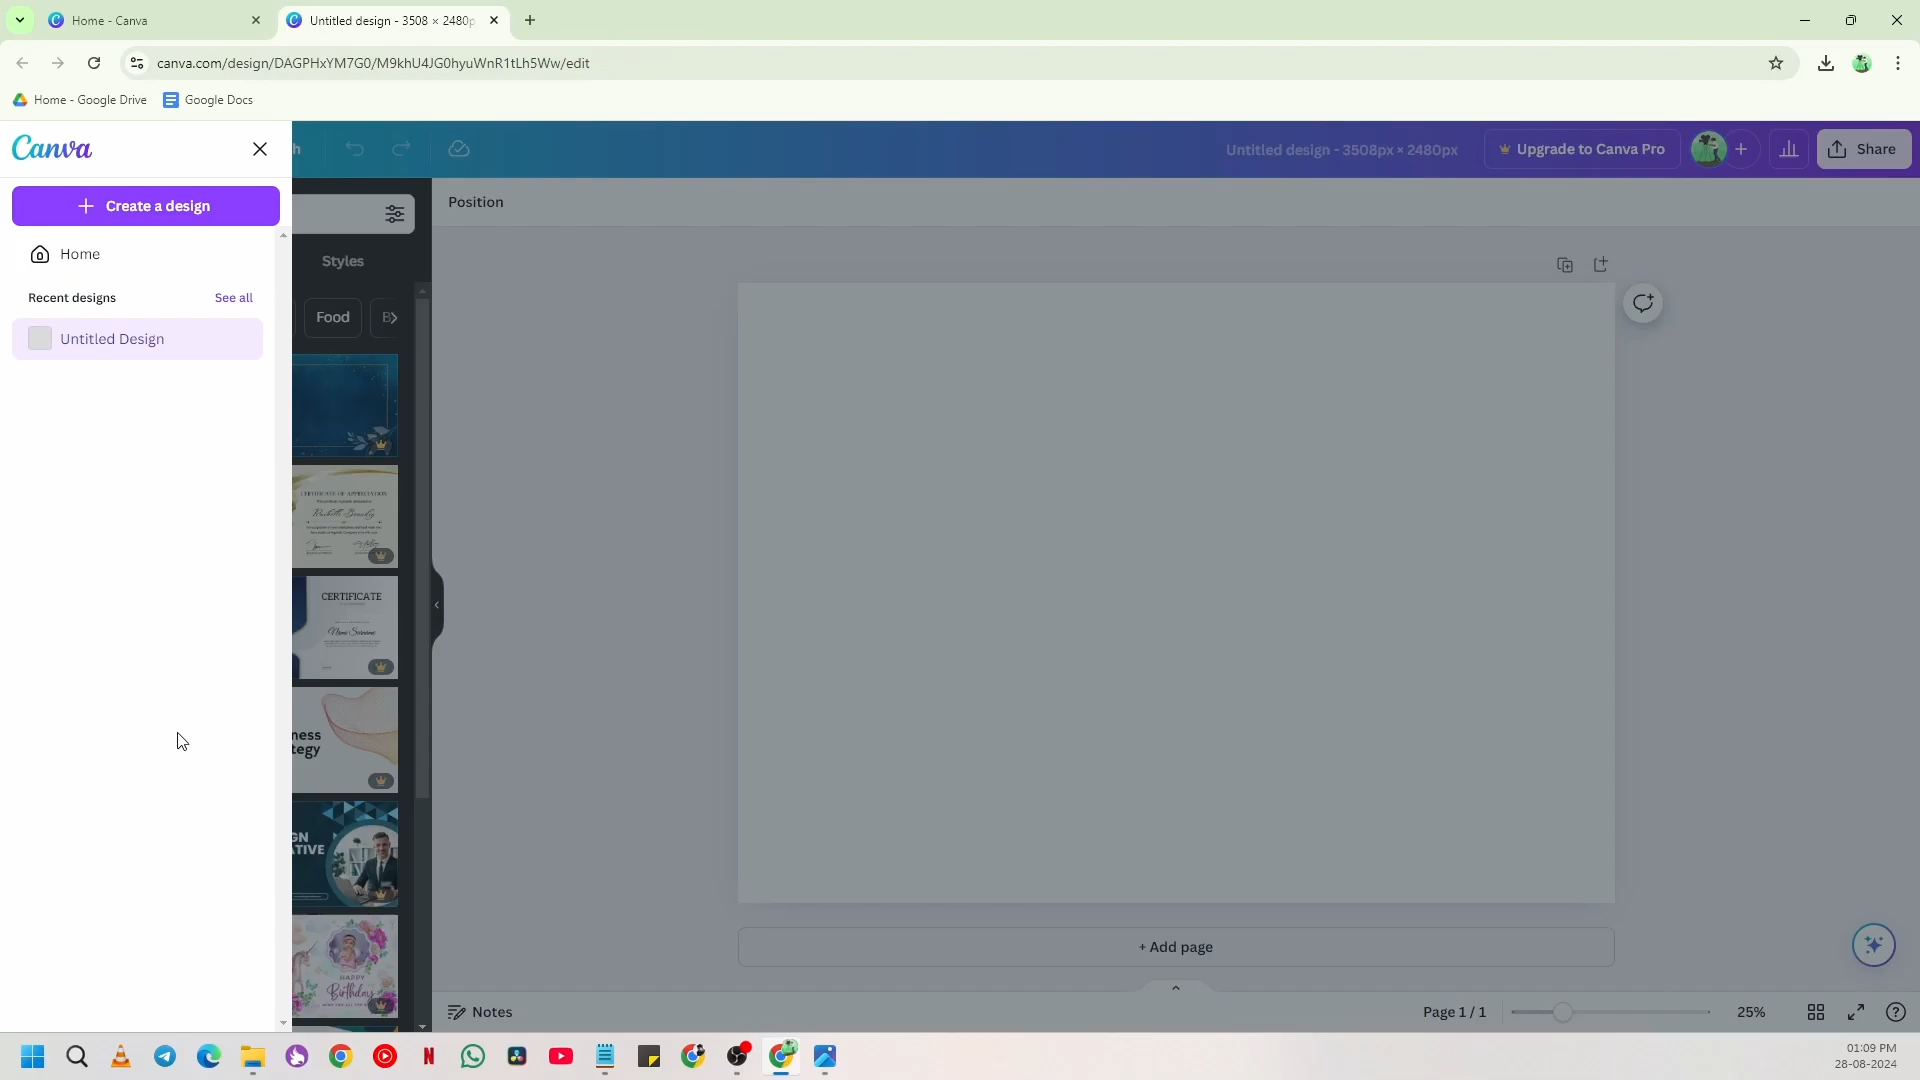 Home - Canva
Untitled design - 3508 × 2480p
canva.com/design/DAGPHxYM7G0/M9khU4JG0hyuWnR1tLh5Ww/edit
Home - Google Drive
Google Docs
Canva
h
Untitled design - 3508px × 2480px
Upgrade to Canva Pro
Share
Create a design
Position
Home
Styles
Recent designs
See all
Food
B
Untitled Design
CERTIFICATE OF APPRECIATION
CERTIFICATE
Name Surname
ness
tegy
GN
ATIVE
HAPPY
Birthday
+ Add page
Notes
Page 1 / 1
25%
N
01:09 PM
28-08-2024